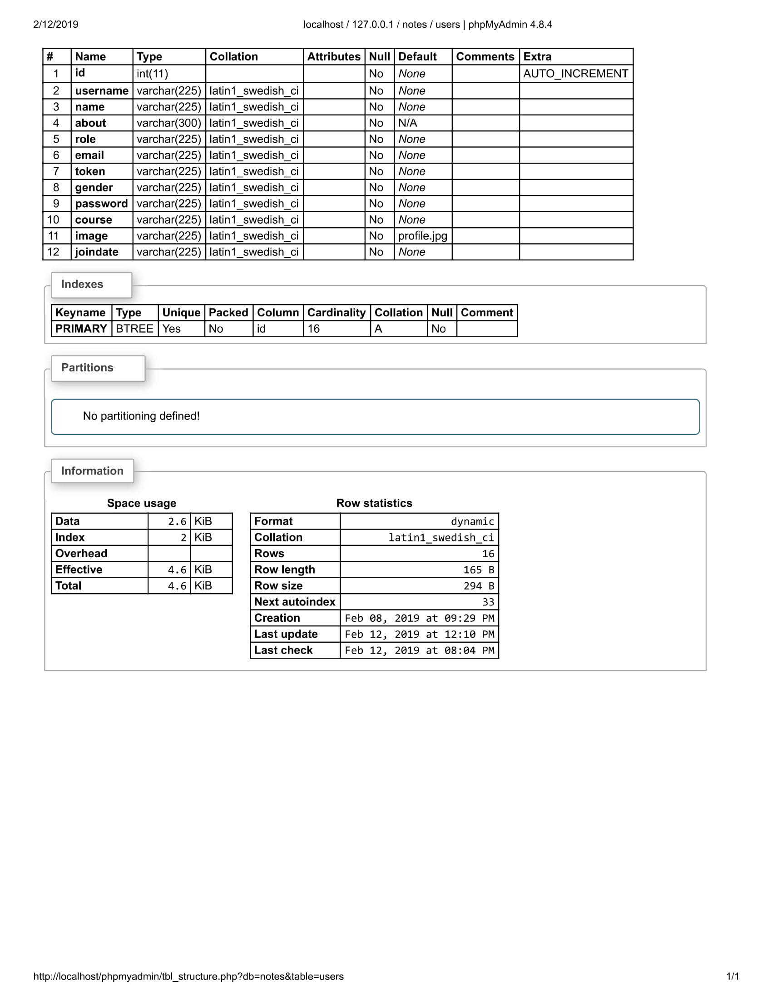 2/12/2019 localhost / 127.0.0.1 / notes / users | phpMyAdmin 4.8.4
# Name Type Collation Attributes Null Default Comments Extra
1 id int(11) No None AUTO_INCREMENT
2 username varchar(225) latin1_swedish_ci No None
3 name varchar(225) latin1_swedish_ci No None
4 about varchar(300) latin1_swedish_ci No N/A
5 role varchar(225) latin1_swedish_ci No None
6 email varchar(225) latin1_swedish_ci No None
7 token varchar(225) latin1_swedish_ci No None
8 gender varchar(225) latin1_swedish_ci No None
9 password varchar(225) latin1_swedish_ci No None
10 course varchar(225) latin1_swedish_ci No None
11 image varchar(225) latin1_swedish_ci No profile.jpg
12 joindate varchar(225) latin1_swedish_ci No None
Indexes
Keyname Type Unique Packed Column Cardinality Collation Null Comment
PRIMARY BTREE Yes No id 16 A No
Partitions
No partitioning defined!
Information
Space usage
Data 2.6 KiB
Index 2 KiB
Overhead
Effective 4.6 KiB
Total 4.6 KiB
Row statistics
Format dynamic
Collation latin1_swedish_ci
Rows 16
Row length 165 B
Row size 294 B
Next autoindex 33
Creation Feb 08, 2019 at 09:29 PM
Last update Feb 12, 2019 at 12:10 PM
Last check Feb 12, 2019 at 08:04 PM
http://localhost/phpmyadmin/tbl_structure.php?db=notes&table=users 1/1